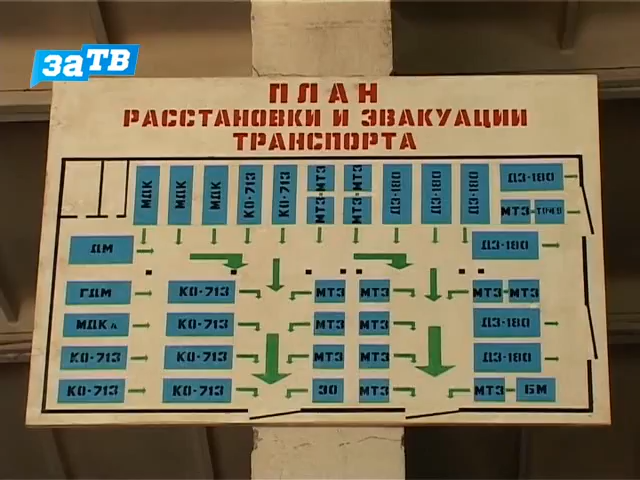 заТВ
ПЛАН
РАССТАНОВКИ И ЭВАКУАЦИИ
ТРАНСПОРТА
МДК МДК МДК КО-713 КО-713 МТЗ-МТЗ МТЗ-МТЗ ДЗ-180 ДЗ-180 ДЗ-180 ДЗ-180
МТЗ-
ДМ ДЗ-180
ГДМ КО-713 МТЗ МТЗ МТЗ-МТЗ
МДКА КО-713 МТЗ МТЗ ДЗ-180
КО-713 КО-713 МТЗ МТЗ ДЗ-180
КО-713 КО-713 ЭО МТЗ МТЗ-БМ